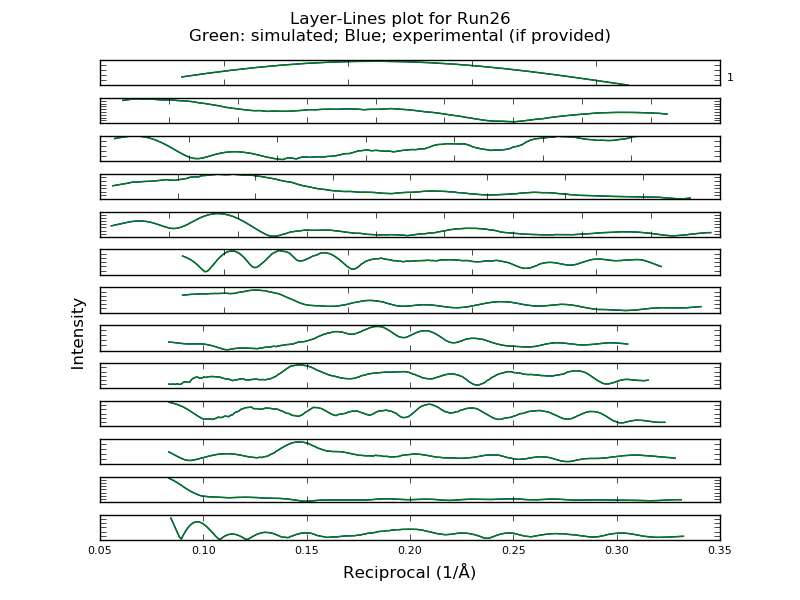 Layer-Lines plot for Run26
Green: simulated; Blue; experimental (if provided)
1
Intensity
0.05 0.10 0.15 0.20 0.25 0.30 0.35
Reciprocal (1/Å)